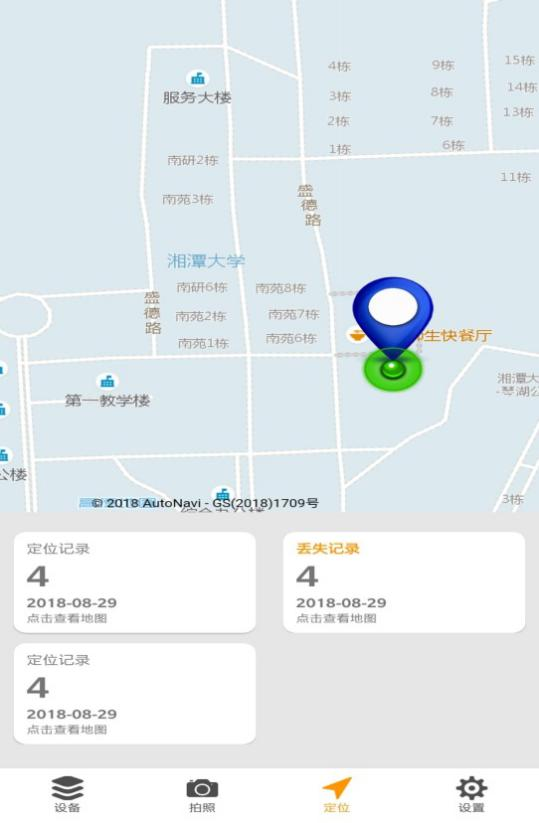 4栋
9栋
15栋
服务大楼
3栋
8栋
14栋
2栋
7栋
13栋
1栋
6栋
南研2栋
11栋
南苑3栋
盛德路
湘潭大学
南研6栋
南苑8栋
盛德路
南苑2栋
南苑7栋
南苑1栋
南苑6栋
生快餐厅
第一教学楼
湘潭大
-琴湖公
公楼
3栋
© 2018 AutoNavi - GS(2018)1709号
综合办公楼
定位记录
4
2018-08-29
点击查看地图
丢失记录
4
2018-08-29
点击查看地图
定位记录
4
2018-08-29
点击查看地图
设备
拍照
定位
设置